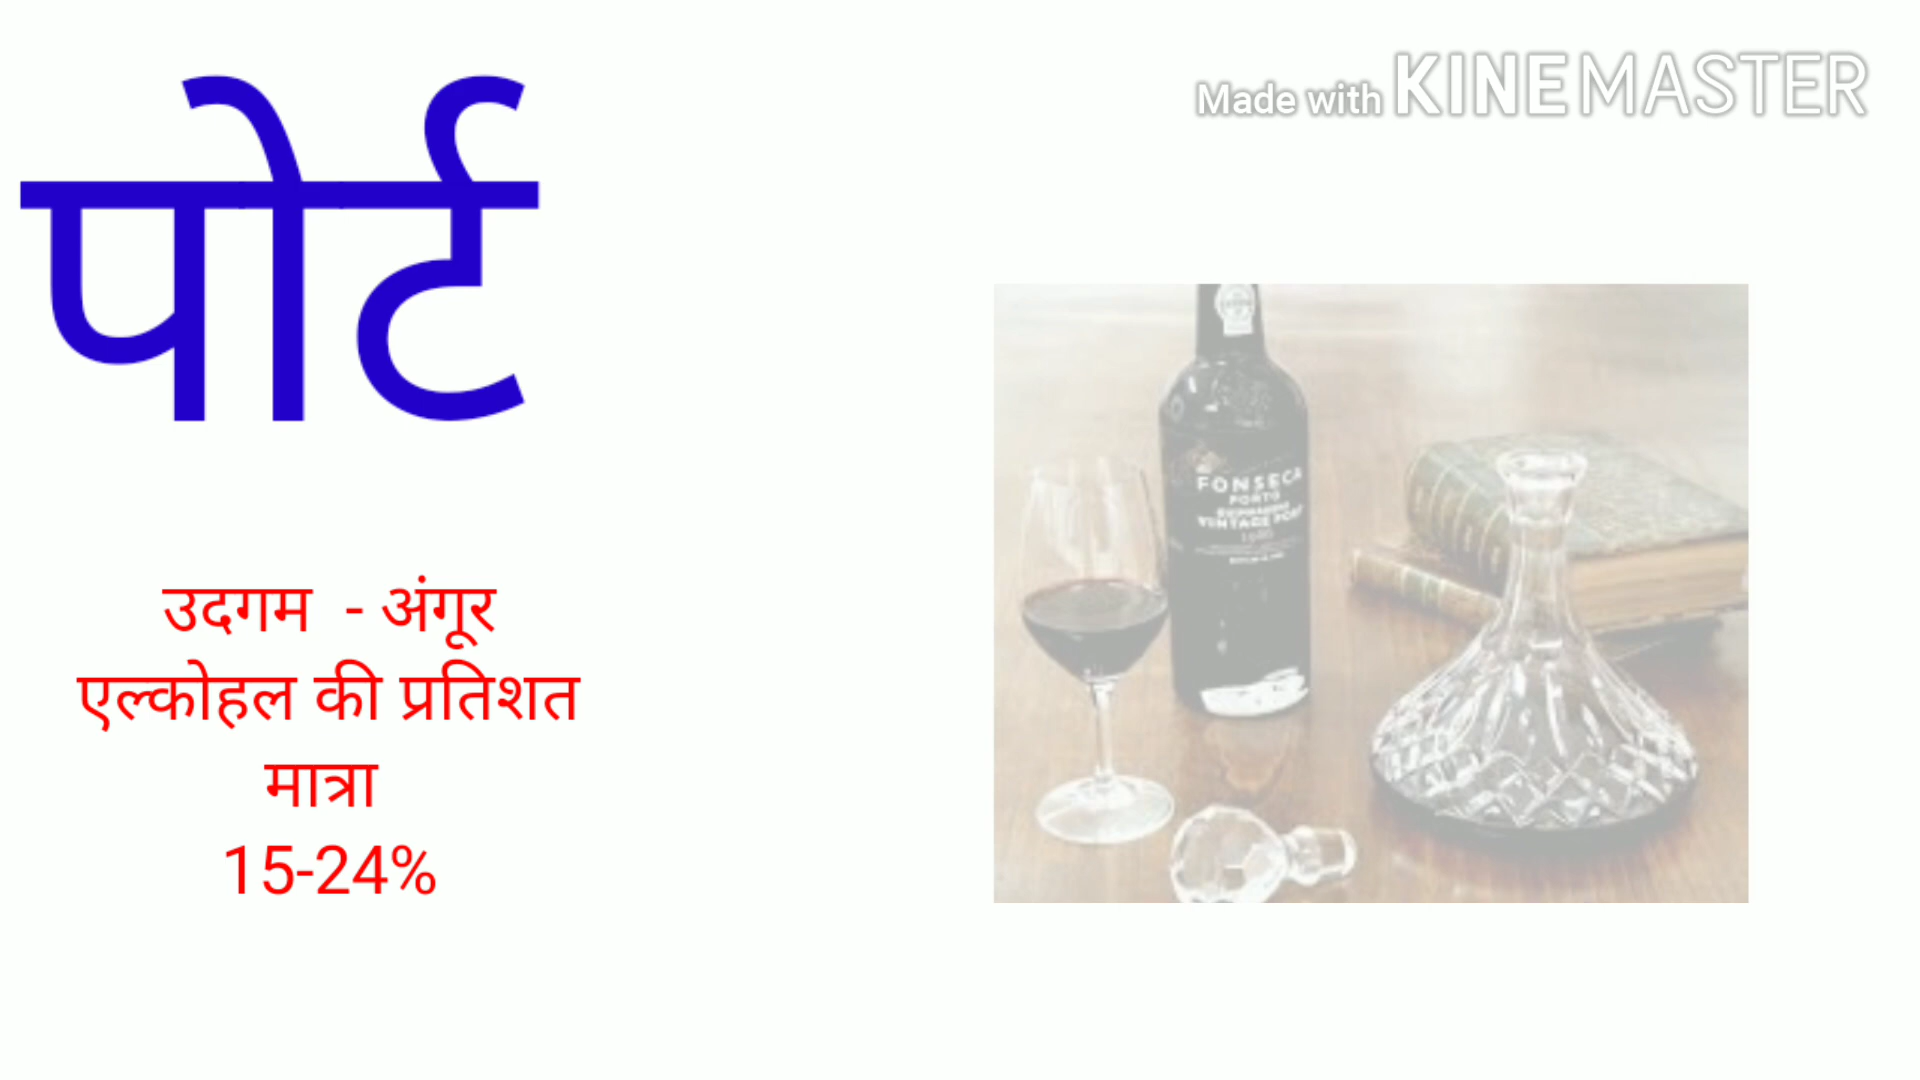 पोर्ट
Made with KINEMASTER
उदगम - अंगूर
एल्कोहल की प्रतिशत
मात्रा
15-24%
FONSECA
PORTO
VINTAGE PORT